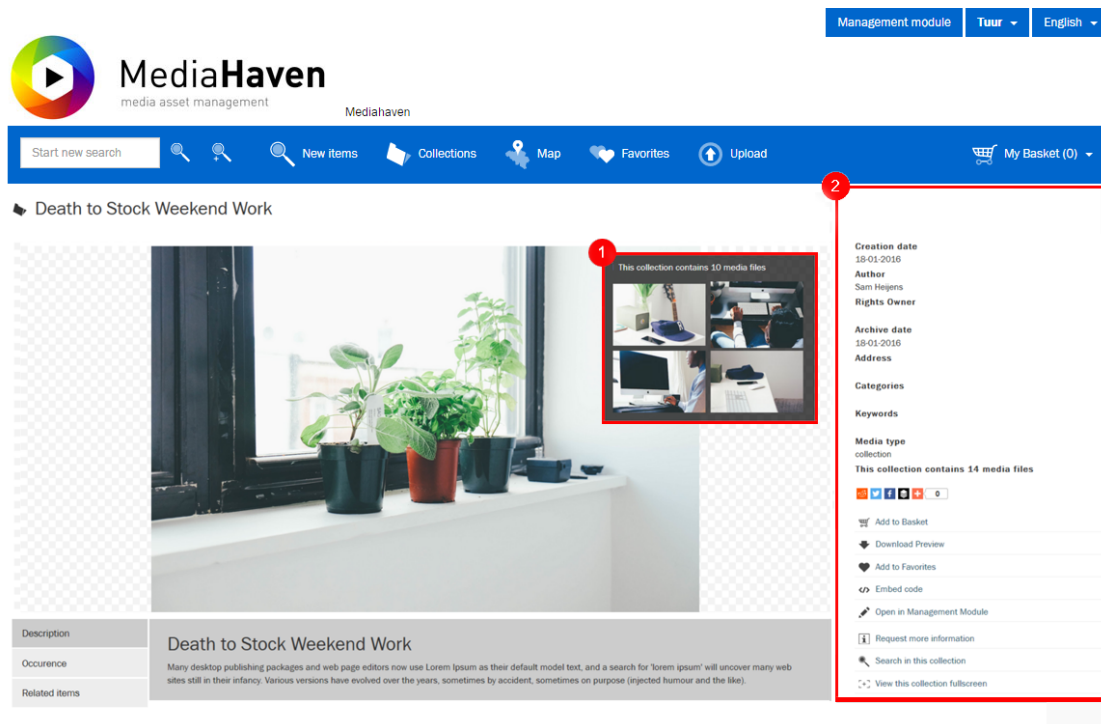 Management module
Tuur
English
MediaHaven
media asset management
Mediahaven
Start new search
New items
Collections
Map
Favorites
Upload
My Basket (0)
2
Death to Stock Weekend Work
1
This collection contains 10 media files
Creation date
18-01-2016
Author
Sam Heijens
Rights Owner
Archive date
18-01-2016
Address
Categories
Keywords
Media type
collection
This collection contains 14 media files
0
Add to Basket
Download Preview
Add to Favorites
Embed code
Open in Management Module
Request more information
Search in this collection
View this collection fullscreen
Description
Occurence
Related items
Death to Stock Weekend Work
Many desktop publishing packages and web page editors now use Lorem Ipsum as their default model text, and a search for 'lorem ipsum' will uncover many web
sites still in their infancy. Various versions have evolved over the years, sometimes by accident, sometimes on purpose (injected humour and the like).